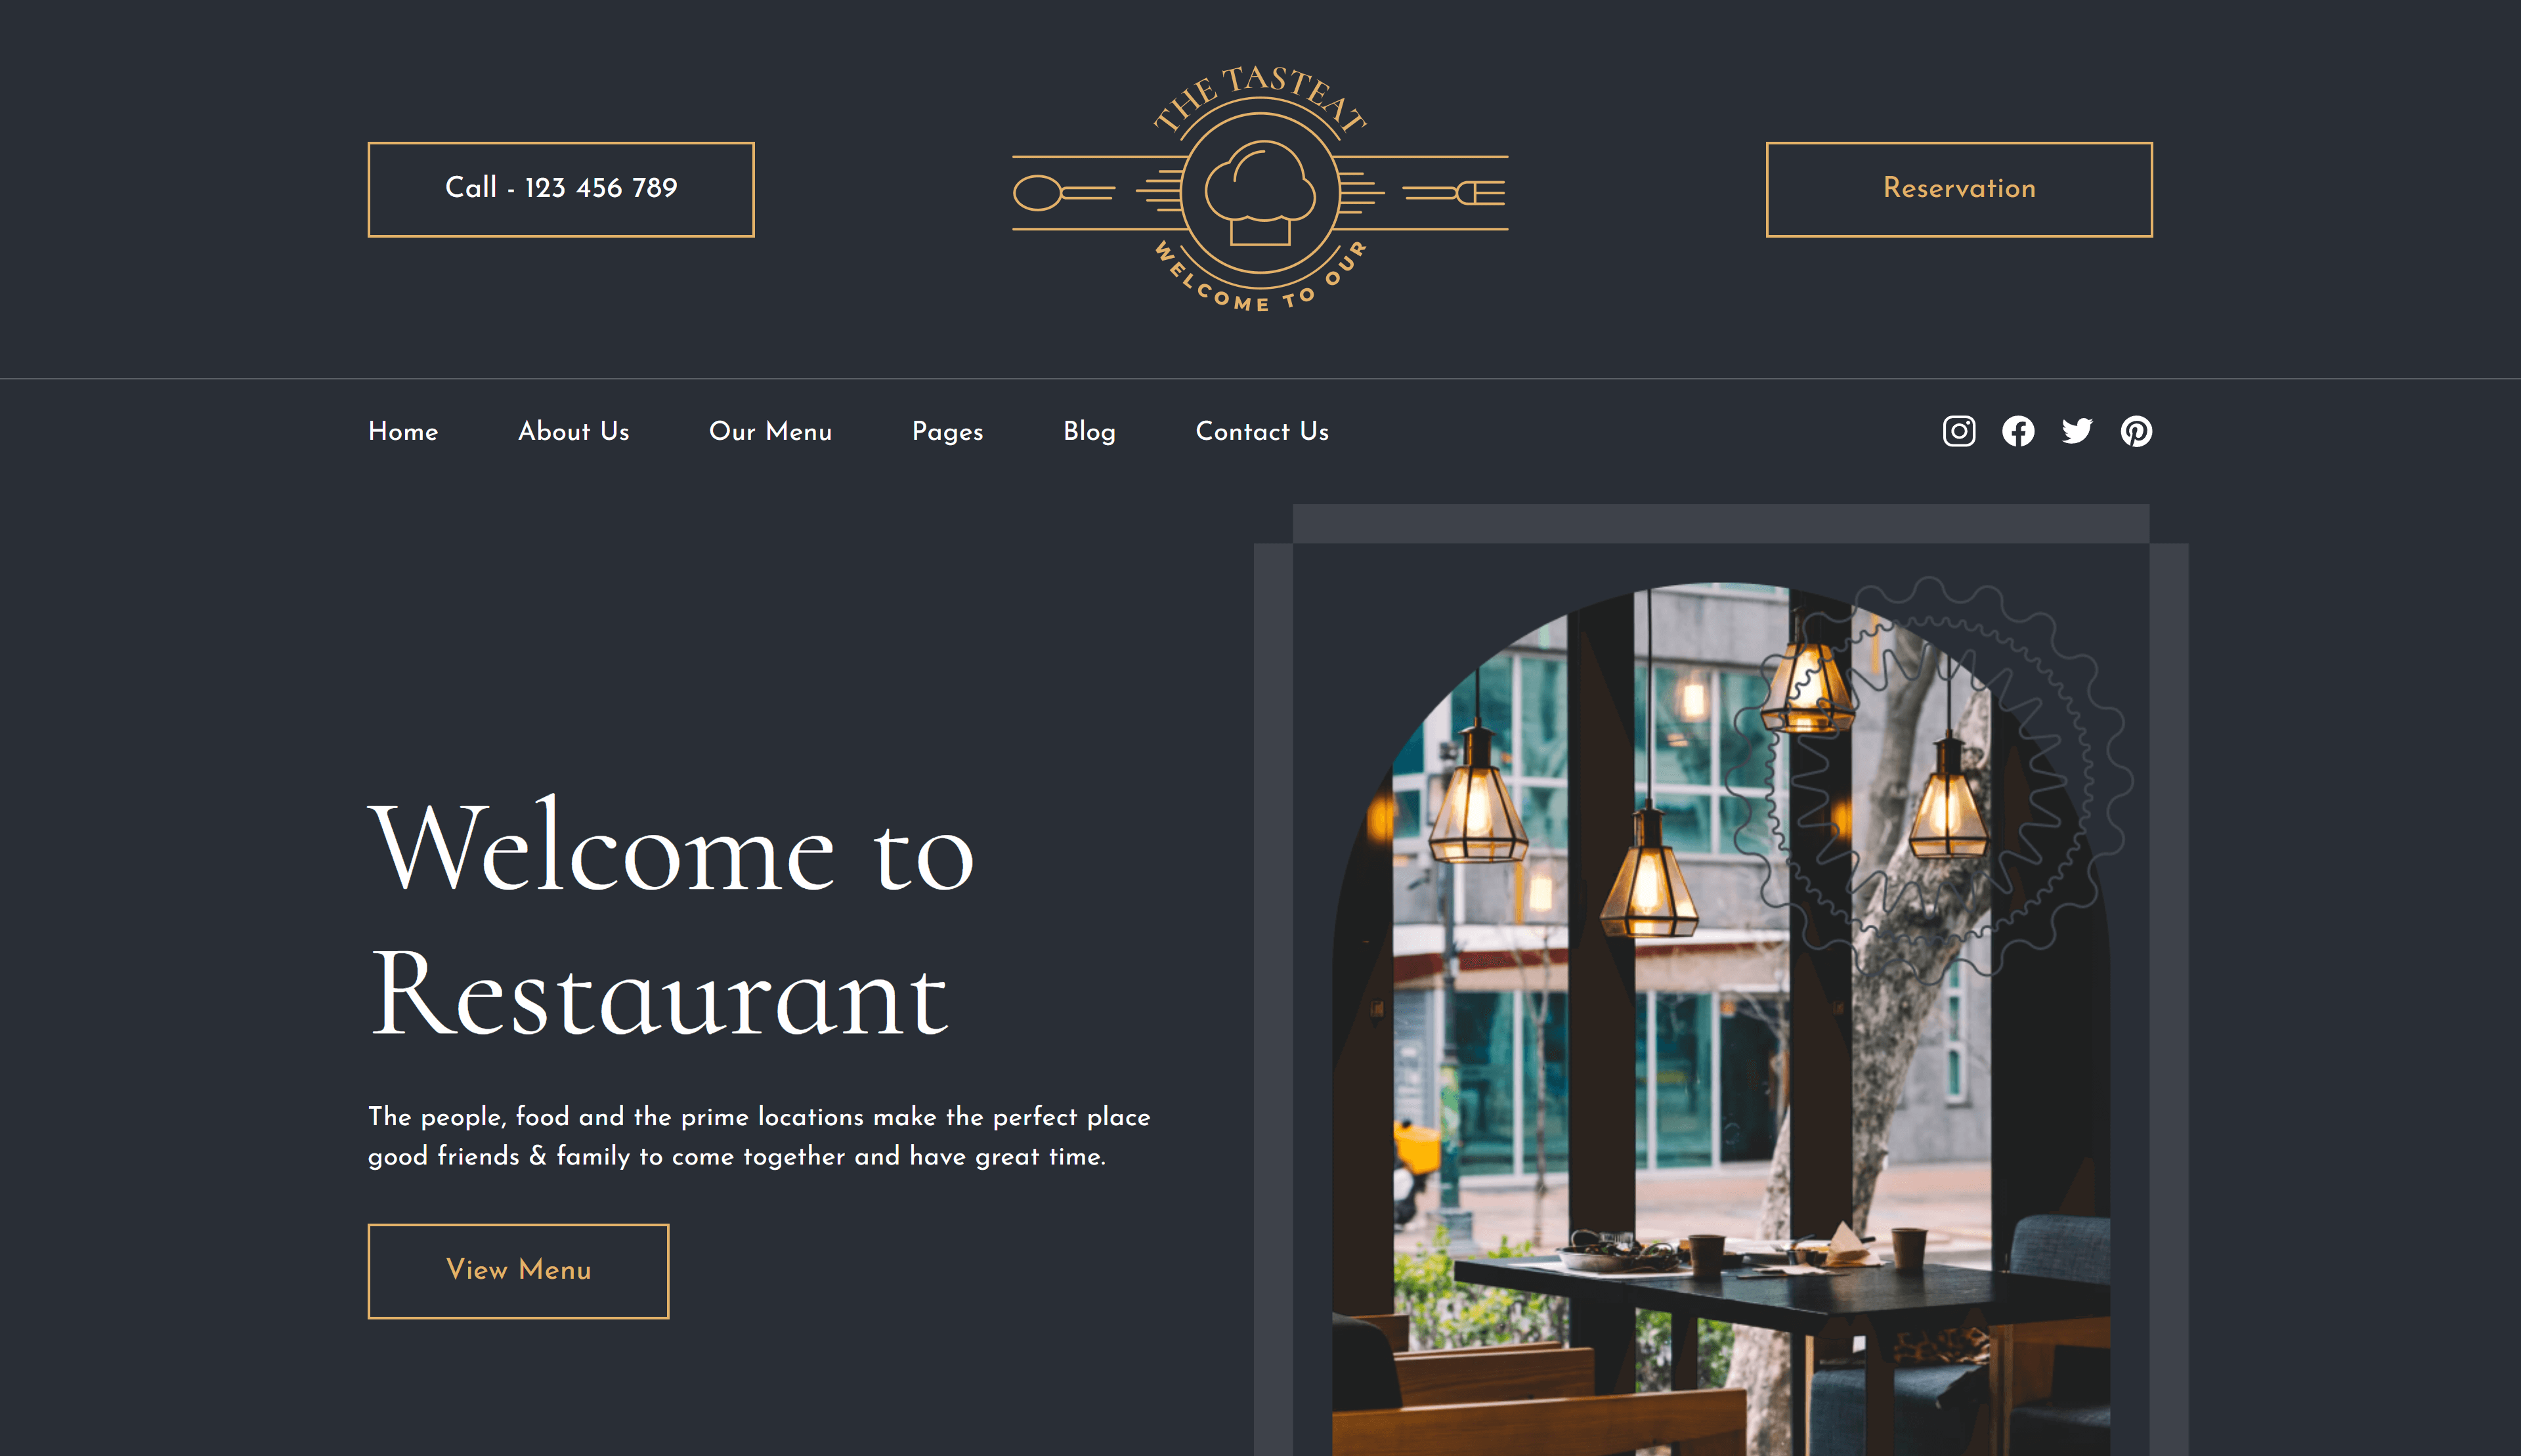 Call - 123 456 789
THE TASTEAT
WELCOME TO OUR
Reservation
Home
About Us
Our Menu
Pages
Blog
Contact Us
Welcome to
Restaurant
The people, food and the prime locations make the perfect place
good friends & family to come together and have great time.
View Menu